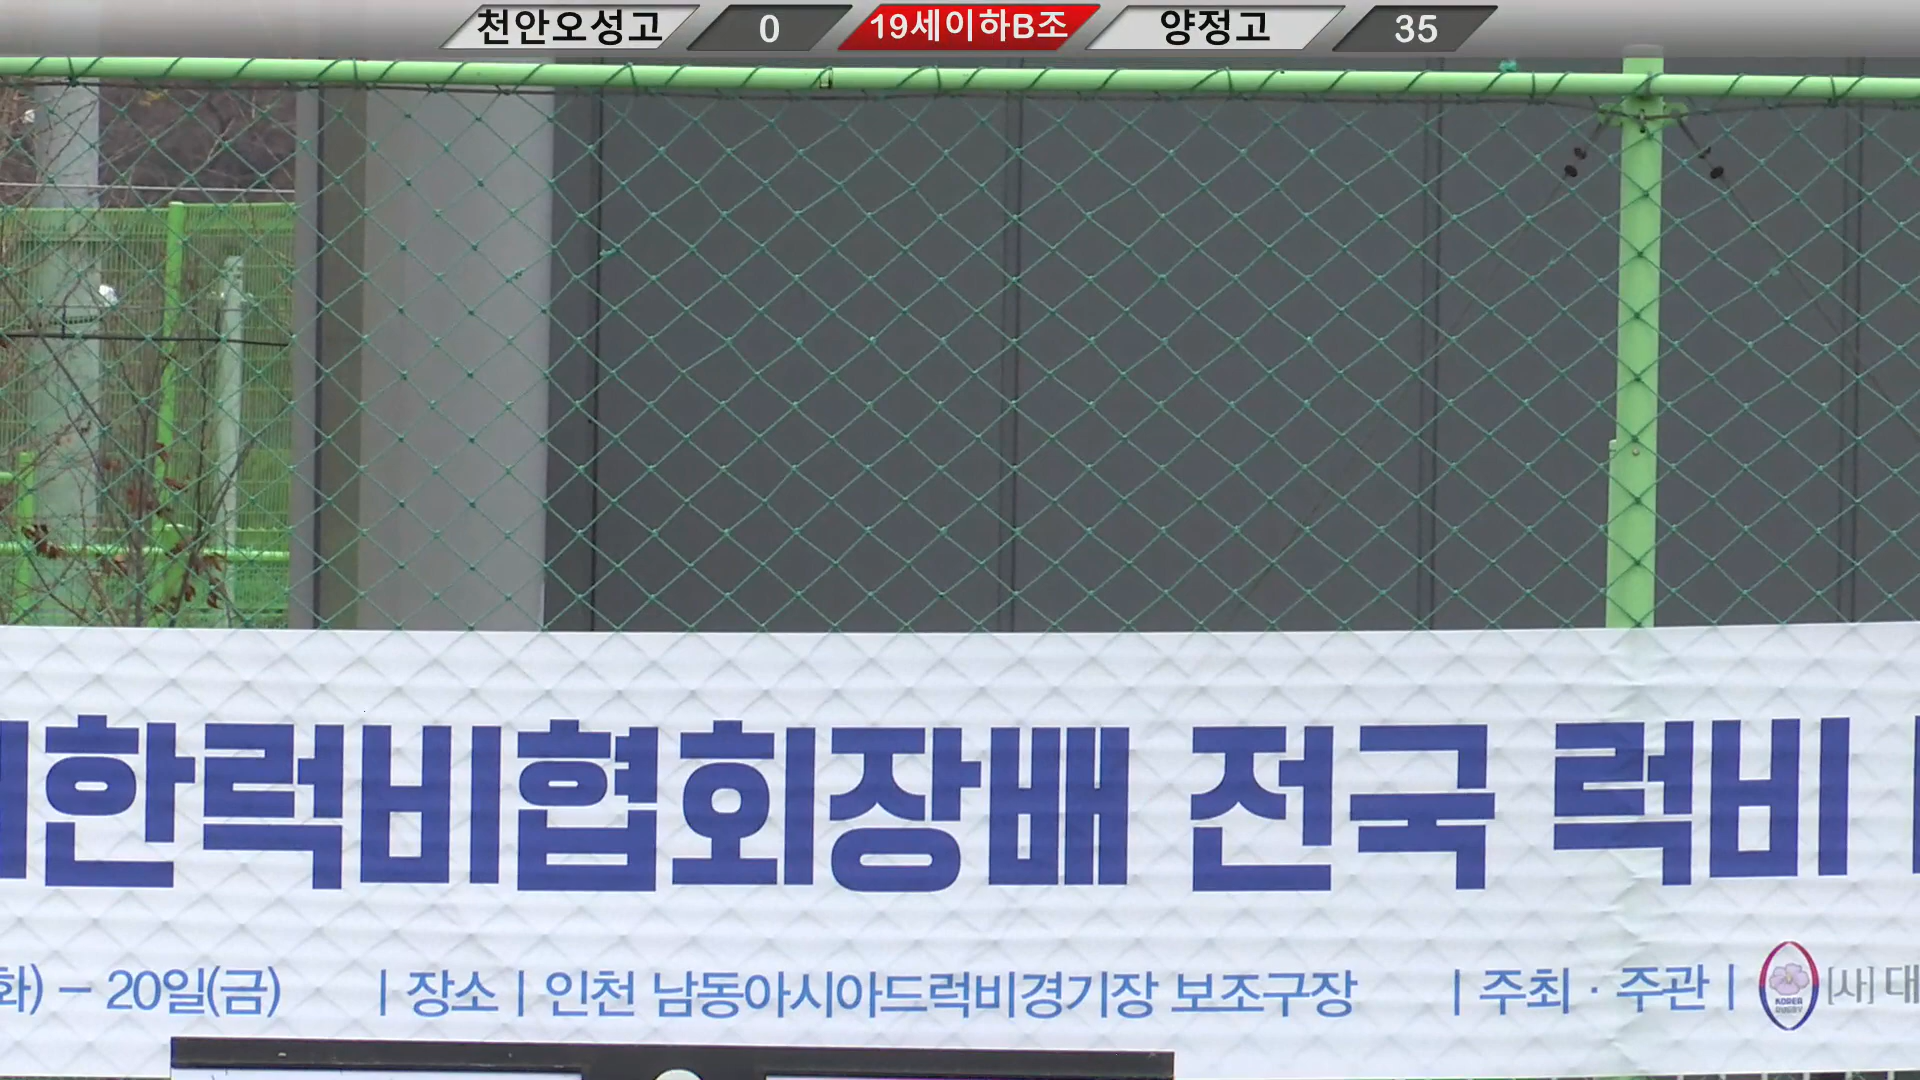 천안오성고 0 19세이하B조 양정고 35
한럭비협회장배 전국 럭비
화) - 20일(금) | 장소 | 인천 남동아시아드럭비경기장 보조구장 | 주최 · 주관 | KOREA RUGBY [사] 대